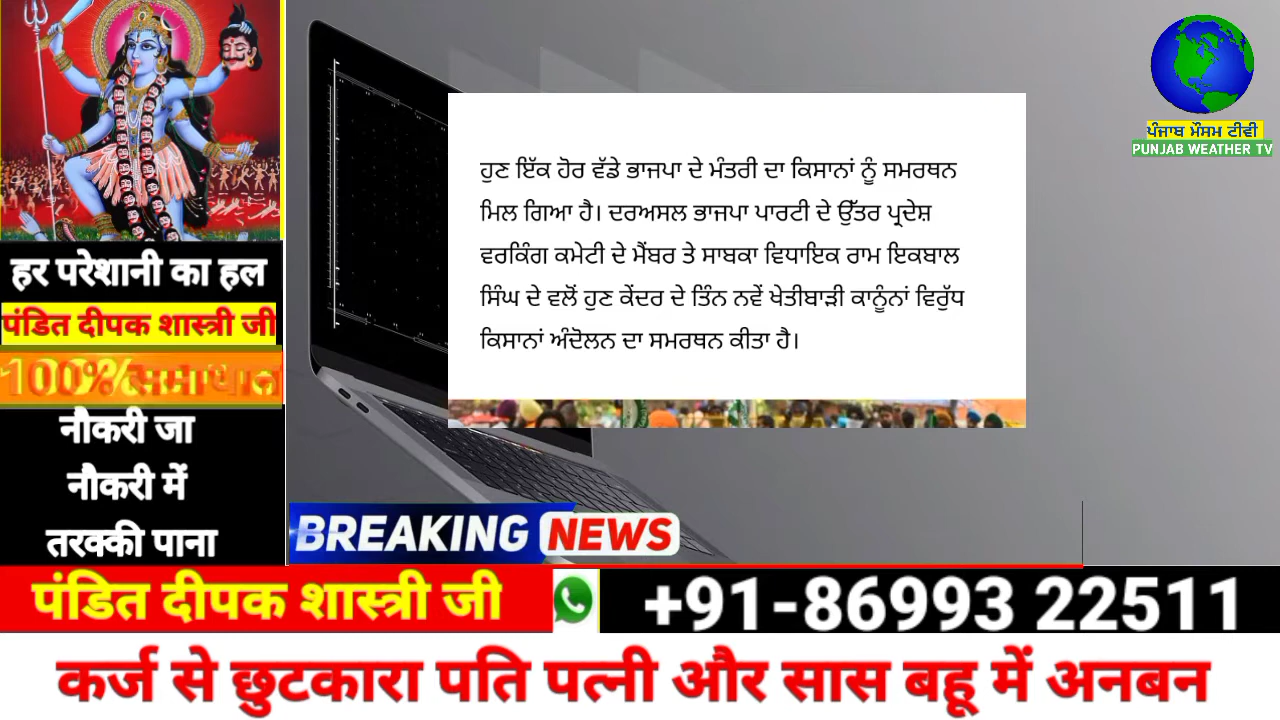 ਪੰਜਾਬ ਮੌਸਮ ਟੀਵੀ
PUNJAB WEATHER TV
ਹੁਣ ਇੱਕ ਹੋਰ ਵੱਡੇ ਭਾਜਪਾ ਦੇ ਮੰਤਰੀ ਦਾ ਕਿਸਾਨਾਂ ਨੂੰ ਸਮਰਥਨ
ਮਿਲ ਗਿਆ ਹੈ। ਦਰਅਸਲ ਭਾਜਪਾ ਪਾਰਟੀ ਦੇ ਉੱਤਰ ਪ੍ਰਦੇਸ਼
ਵਰਕਿੰਗ ਕਮੇਟੀ ਦੇ ਮੈਂਬਰ ਤੇ ਸਾਬਕਾ ਵਿਧਾਇਕ ਰਾਮ ਇਕਬਾਲ
ਸਿੰਘ ਦੇ ਵਲੋਂ ਹੁਣ ਕੇਂਦਰ ਦੇ ਤਿੰਨ ਨਵੇਂ ਖੇਤੀਬਾੜੀ ਕਾਨੂੰਨਾਂ ਵਿਰੁੱਧ
ਕਿਸਾਨਾਂ ਅੰਦੋਲਨ ਦਾ ਸਮਰਥਨ ਕੀਤਾ ਹੈ।
हर परेशानी का हल
पंडित दीपक शास्त्री जी
100%
नौकरी जा
नौकरी में
तरक्की पाना
BREAKING NEWS
पंडित दीपक शास्त्री जी
+91-86993 22511
कर्ज से छुटकारा पति पत्नी और सास बहू में अनबन